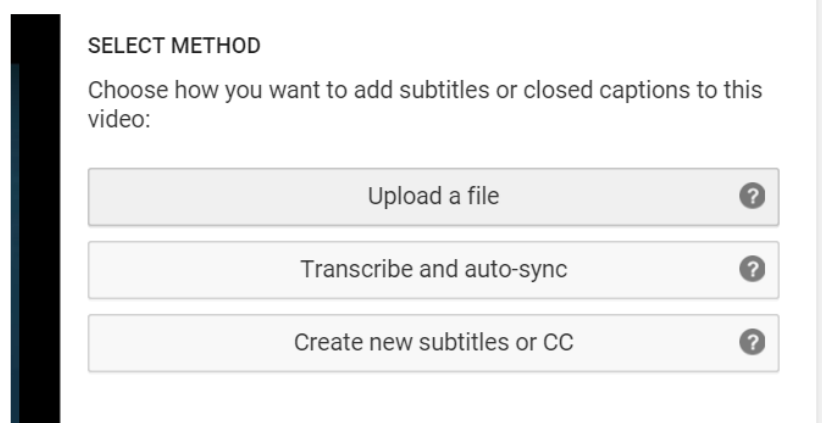 SELECT METHOD
Choose how you want to add subtitles or closed captions to this
video:
Upload a file ?
Transcribe and auto-sync ?
Create new subtitles or CC ?